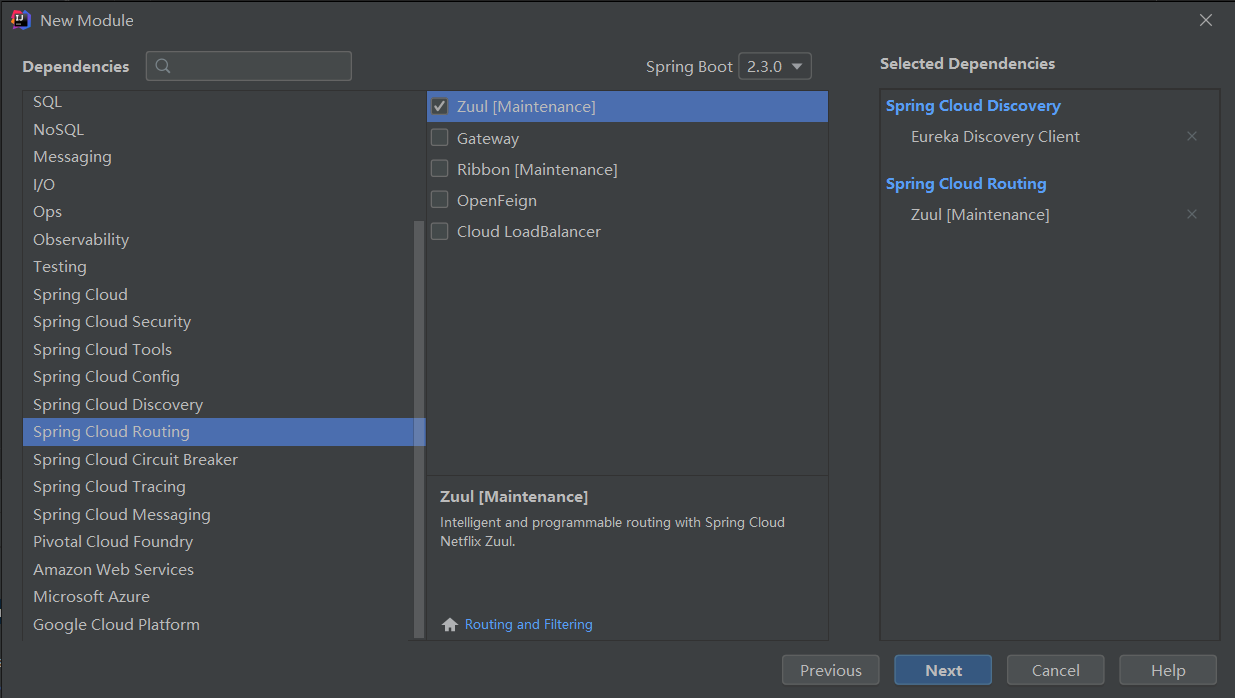 New Module
Dependencies
Spring Boot 2.3.0
Selected Dependencies
SQL
NoSQL
Messaging
I/O
Ops
Observability
Testing
Spring Cloud
Spring Cloud Security
Spring Cloud Tools
Spring Cloud Config
Spring Cloud Discovery
Spring Cloud Routing
Spring Cloud Circuit Breaker
Spring Cloud Tracing
Spring Cloud Messaging
Pivotal Cloud Foundry
Amazon Web Services
Microsoft Azure
Google Cloud Platform
Zuul [Maintenance]
Gateway
Ribbon [Maintenance]
OpenFeign
Cloud LoadBalancer
Zuul [Maintenance]
Intelligent and programmable routing with Spring Cloud
Netflix Zuul.
Routing and Filtering
Spring Cloud Discovery
Eureka Discovery Client
Spring Cloud Routing
Zuul [Maintenance]
Previous
Next
Cancel
Help